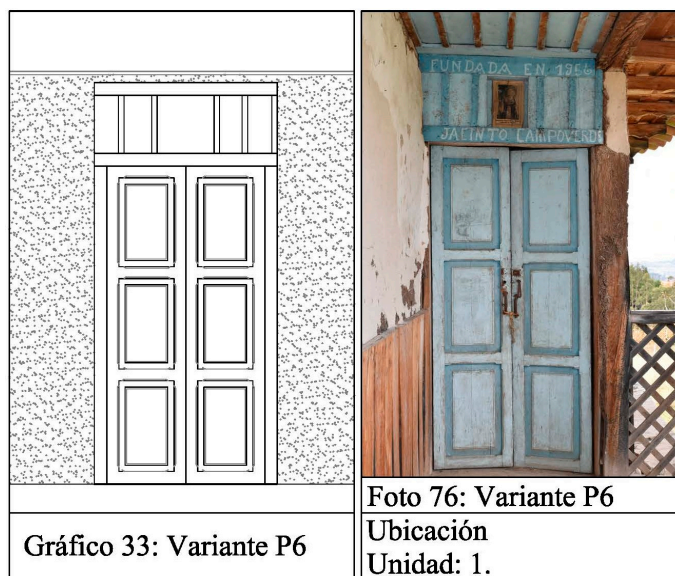 FUNDADA EN 1956
JACINTO CAMPOVERDE
Gráfico 33: Variante P6
Foto 76: Variante P6
Ubicación
Unidad: 1.